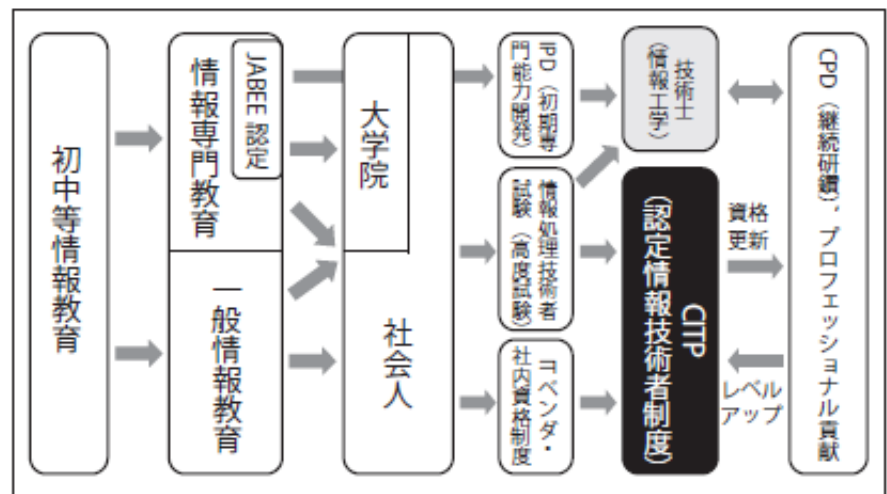 初中等情報教育
情報専門教育
JABEE 認定
一般情報教育
大学院
社会人
IPD（初期専
門能力開発）
情報処理技術者
試験（高度試験）
IT ベンダ・
社内資格制度
技術士
（情報工学）
CITP
（認定情報技術者制度）
資格
更新
レベル
アップ
CPD（継続研鑽）、プロフェッショナル貢献